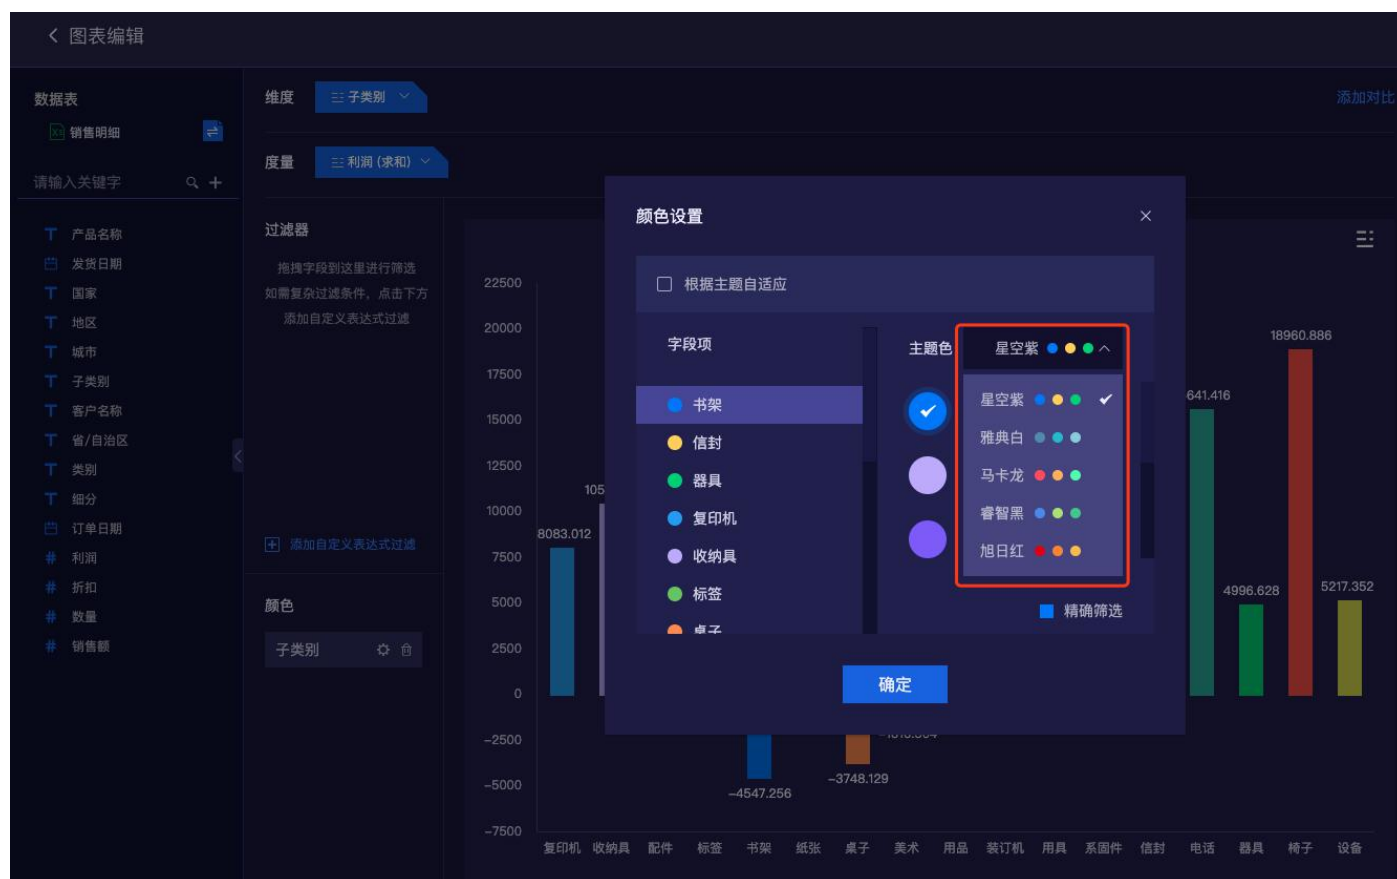 图表编辑
数据表
销售明细
请输入关键字
产品名称
发货日期
国家
地区
城市
子类别
客户名称
省/自治区
类别
细分
订单日期
利润
折扣
数量
销售额
维度 子类别
添加对比
度量 利润 (求和)
过滤器
拖拽字段到这里进行筛选
如需复杂过滤条件，点击下方
添加自定义表达式过滤
添加自定义表达式过滤
颜色
子类别
颜色设置
根据主题自适应
字段项
书架
信封
器具
复印机
收纳具
标签
桌子
主题色 星空紫
星空紫
雅典白
马卡龙
睿智黑
旭日红
精确筛选
确定
22500
20000
17500
15000
12500
10000
7500
5000
2500
0
-2500
-5000
-7500
8083.012
105
-4547.256
-3748.129
641.416
4996.628
18960.886
5217.352
复印机 收纳具 配件 标签 书架 纸张 桌子 美术 用品 装订机 用具 系固件 信封 电话 器具 椅子 设备